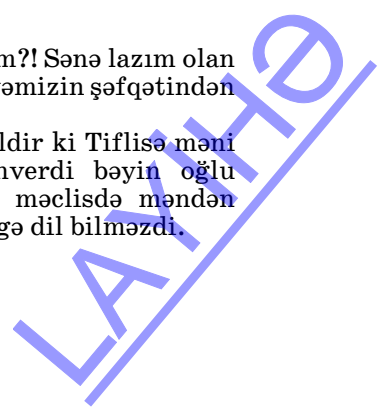 m?! Sənə lazım olan
əmizin şəfqətindən
ldir ki Tiflisə məni
nverdi bəyin oğlu
məclisdə məndən
gə dil bilməzdi.
LAYİHƏ